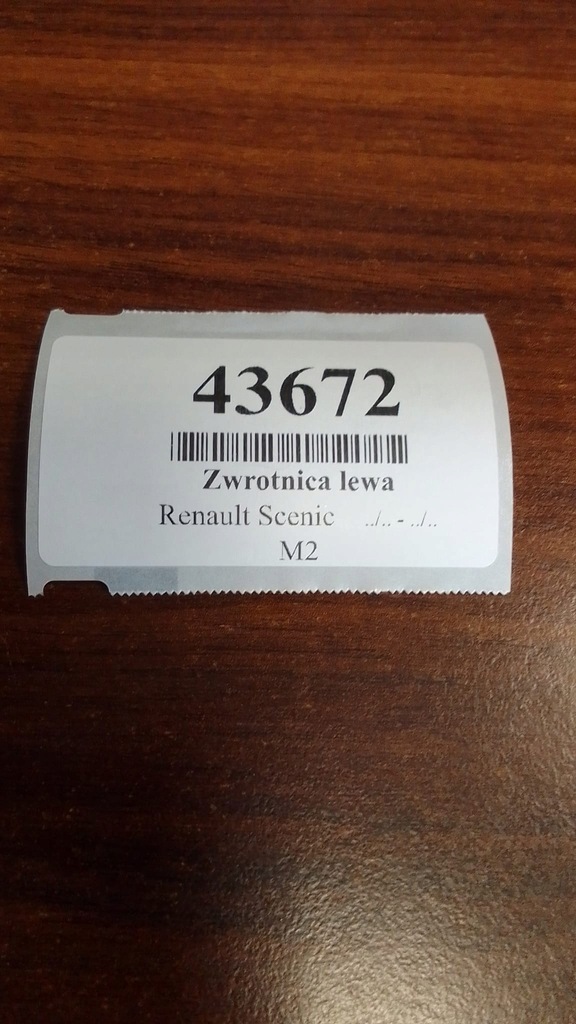 43672
Zwrotnica lewa
Renault Scenic ../.. - ../..
M2